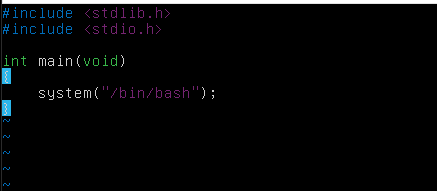 #include <stdlib.h>
#include <stdio.h>

int main(void)
{
    system("/bin/bash");
}
~
~
~
~